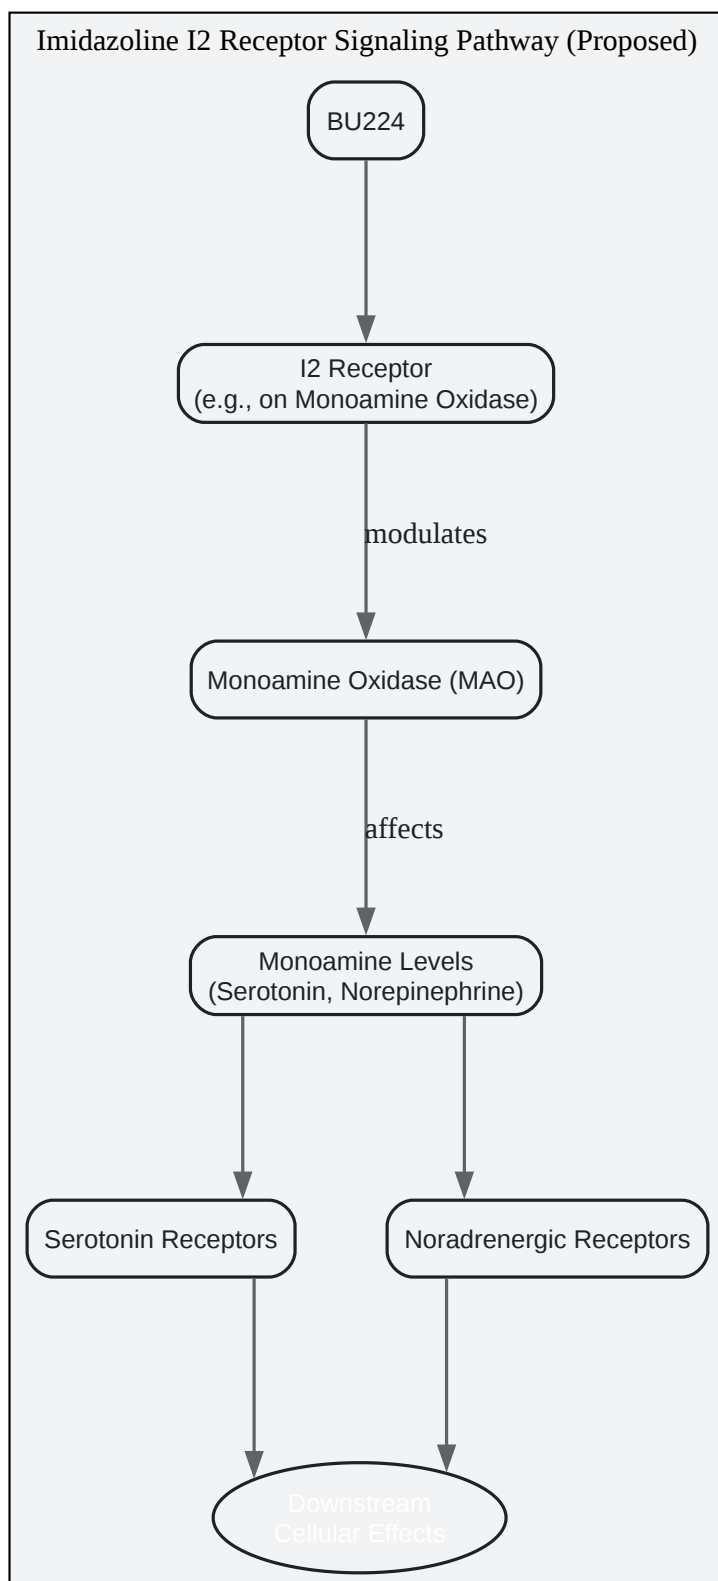 Imidazoline I2 Receptor Signaling Pathway (Proposed)
BU224
I2 Receptor
(e.g., on Monoamine Oxidase)
modulates
Monoamine Oxidase (MAO)
affects
Monoamine Levels
(Serotonin, Norepinephrine)
Serotonin Receptors
Noradrenergic Receptors
Downstream
Cellular Effects